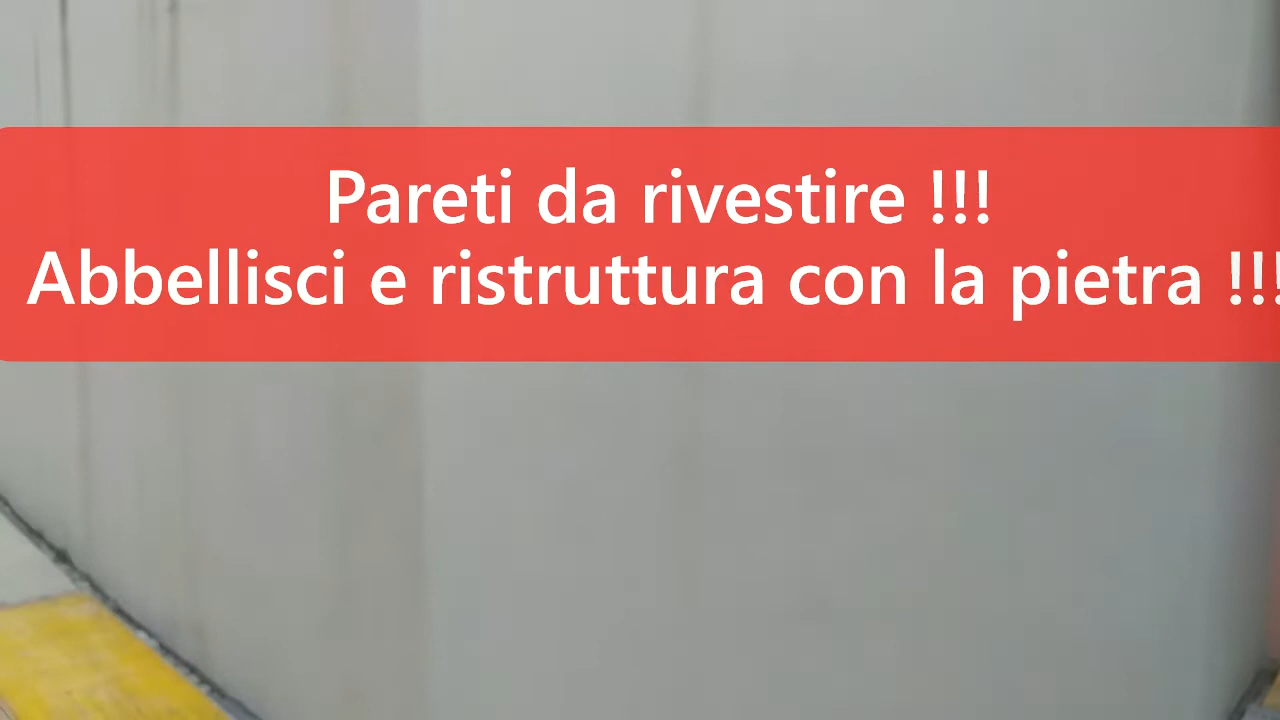 Pareti da rivestire !!!
Abbellisci e ristruttura con la pietra !!!